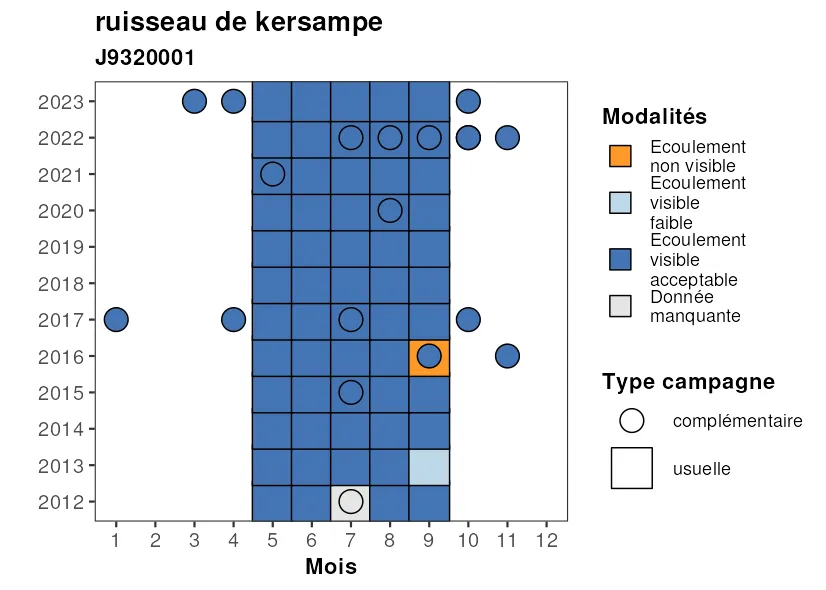 ruisseau de kersampe
J9320001
2023
2022
2021
2020
2019
2018
2017
2016
2015
2014
2013
2012
1 2 3 4 5 6 7 8 9 10 11 12
Mois
Modalités
Ecoulement
non visible
Ecoulement
visible
faible
Ecoulement
visible
acceptable
Donnée
manquante
Type campagne
complémentaire
usuelle